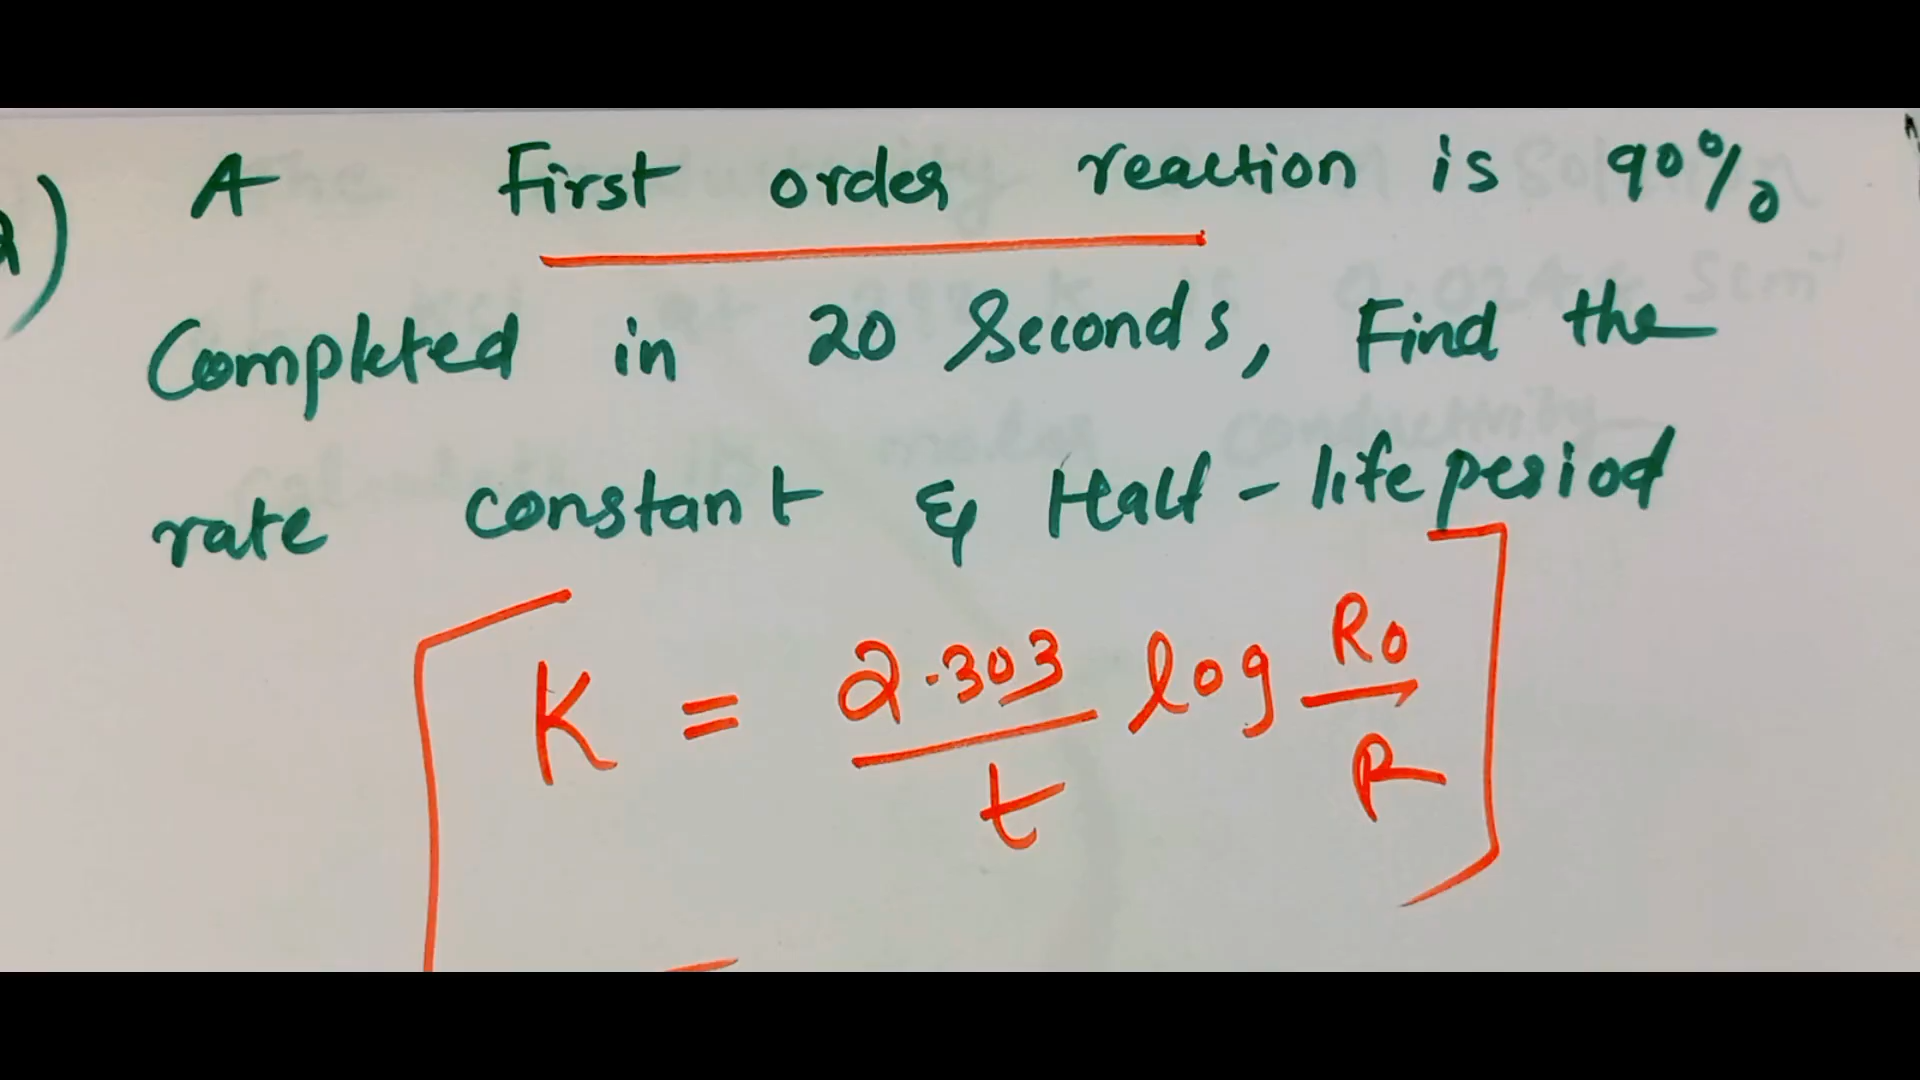 A First order reaction is 90%
Completed in 20 Seconds, Find the
rate constant & Half-life period
K = 2.303/t log R0/R